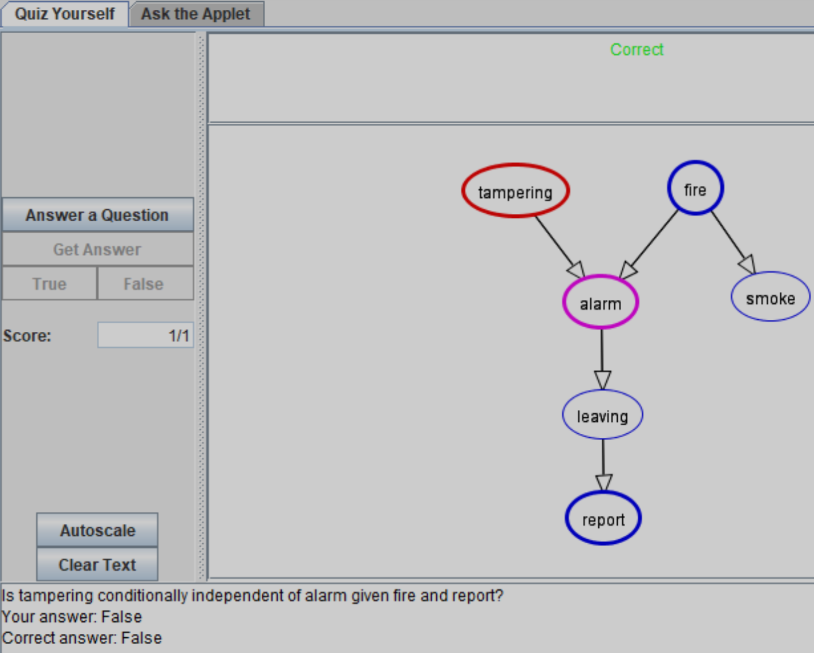 Quiz Yourself Ask the Applet
Correct
Answer a Question
Get Answer
True False
Score: 1/1
Autoscale
Clear Text
tampering fire
alarm smoke
leaving
report
Is tampering conditionally independent of alarm given fire and report?
Your answer: False
Correct answer: False